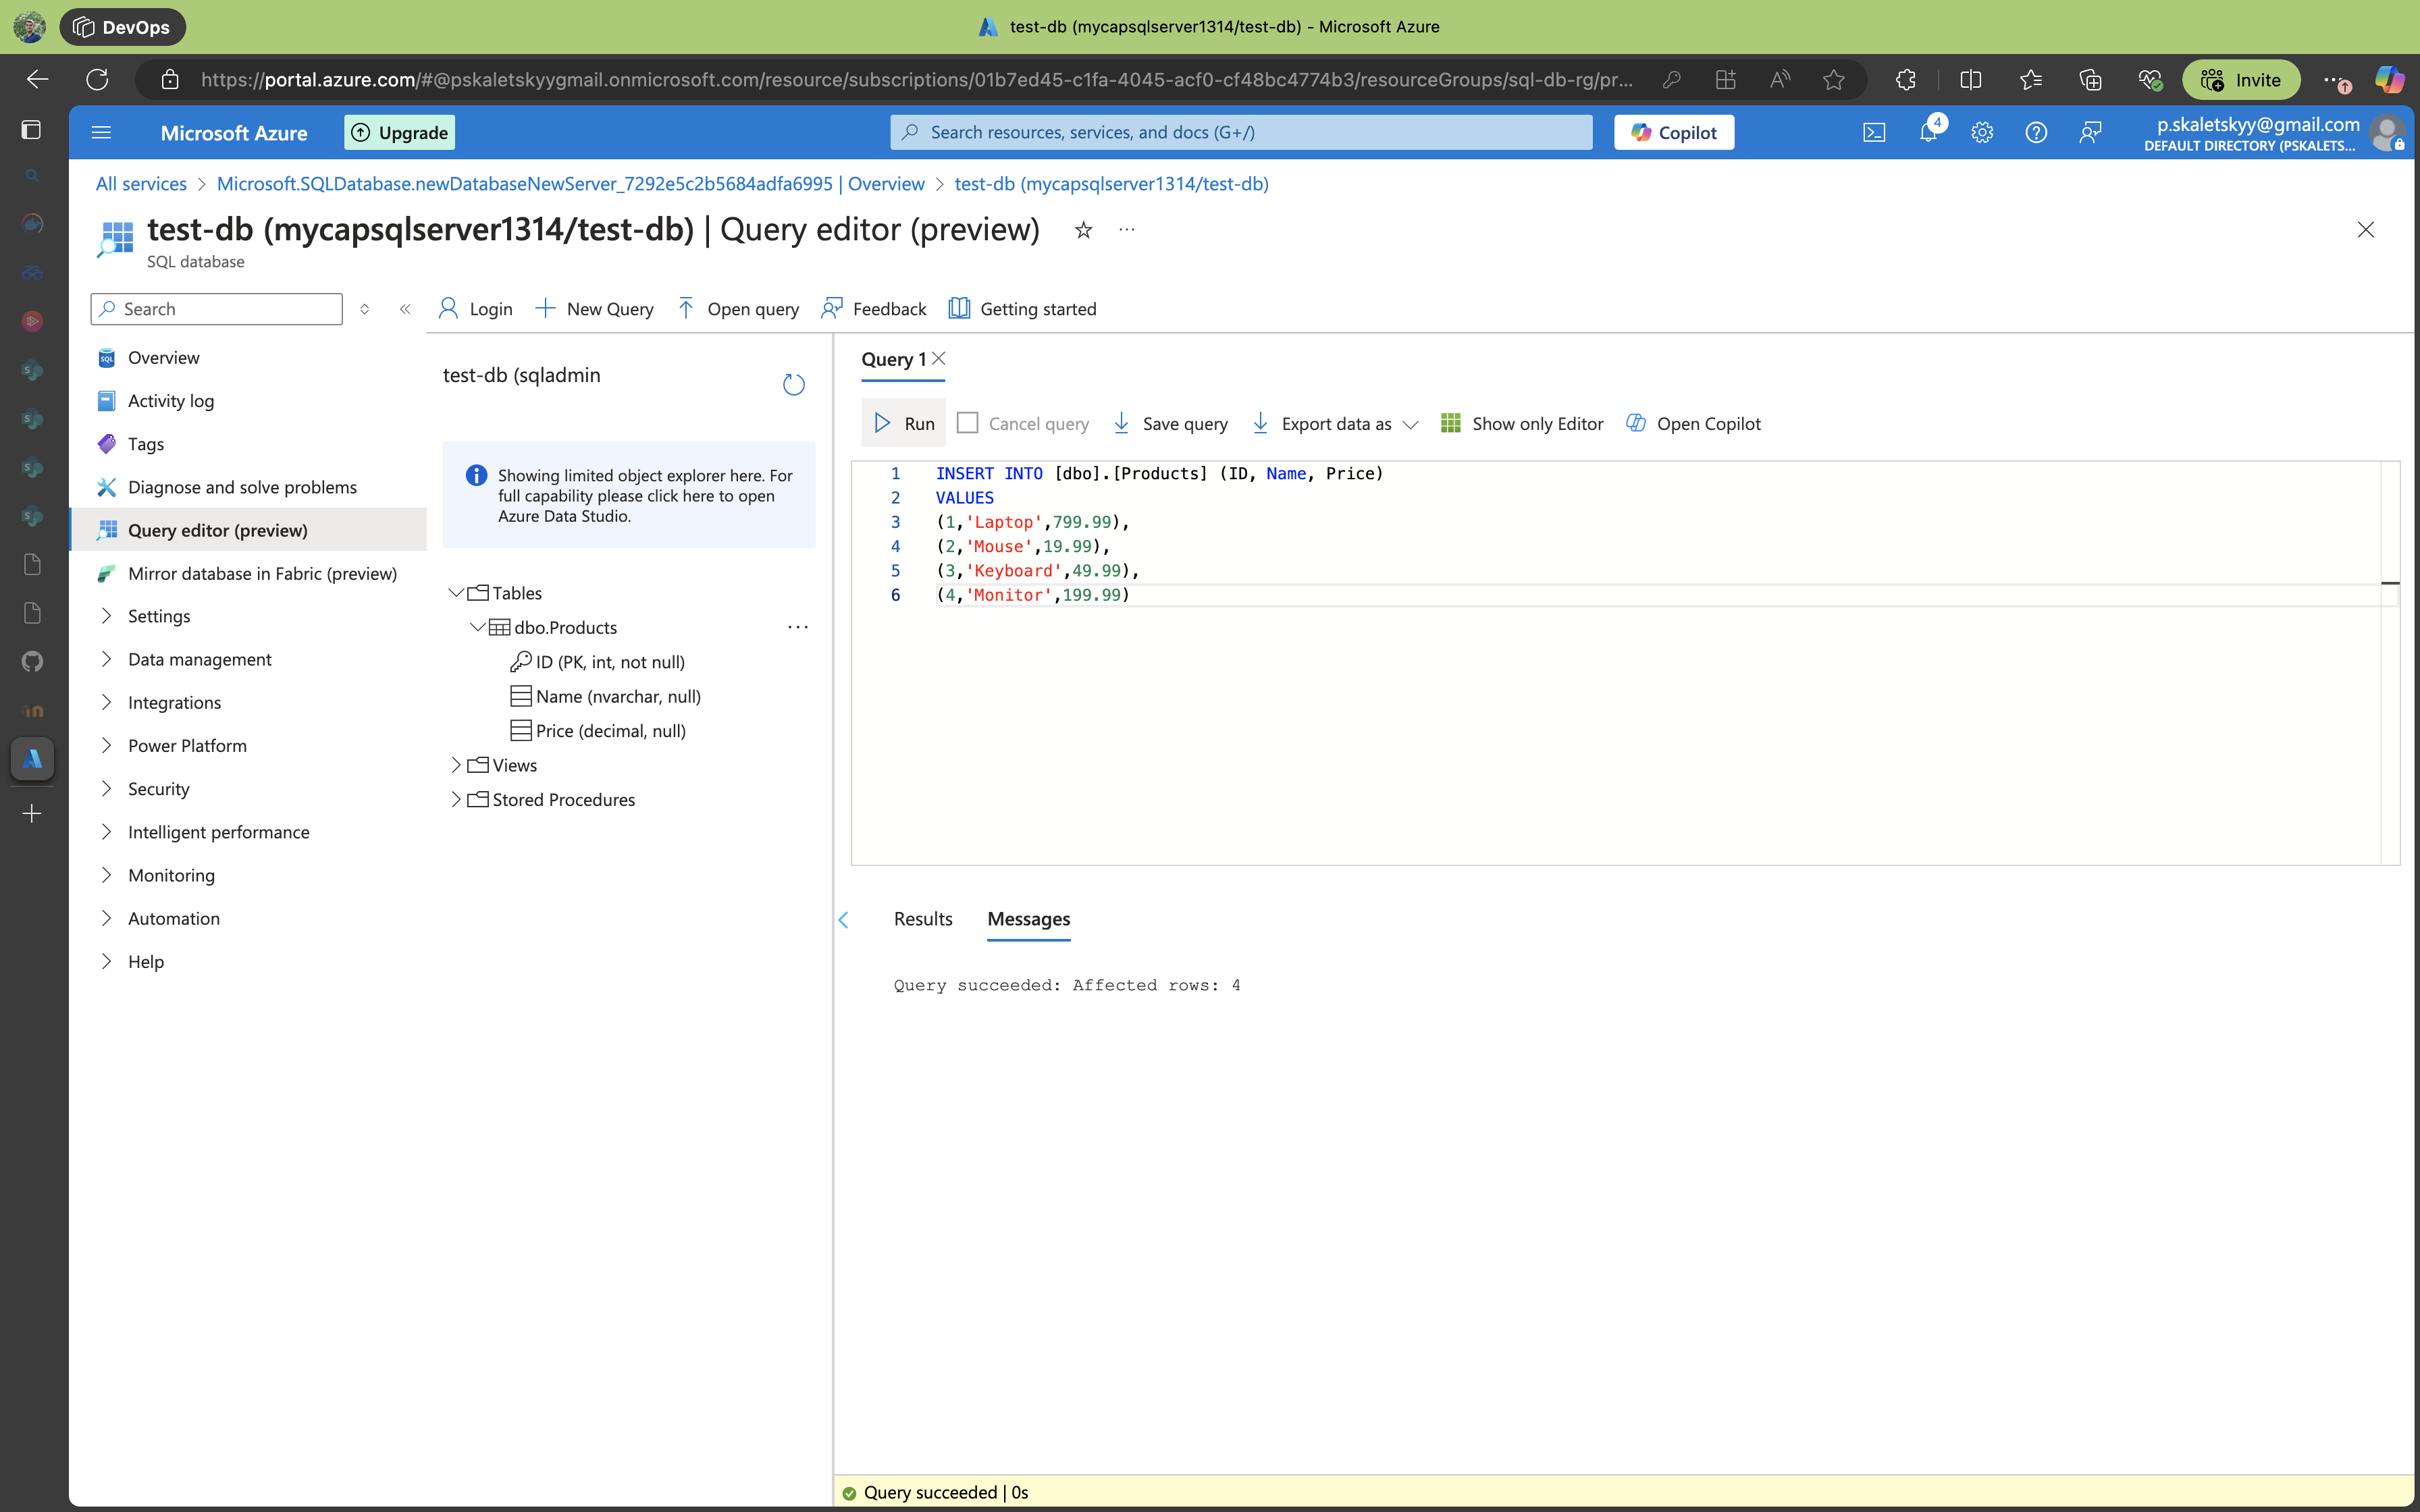 DevOps
test-db (mycapsqlserver1314/test-db) - Microsoft Azure
https://portal.azure.com/#@pskaletskyygmail.onmicrosoft.com/resource/subscriptions/01b7ed45-c1fa-4045-acf0-cf48bc4774b3/resourceGroups/sql-db-rg/pr...
Invite
Microsoft Azure
Upgrade
Search resources, services, and docs (G+/)
Copilot
4
p.skaletskyy@gmail.com
DEFAULT DIRECTORY (PSKALETS...
All services > Microsoft.SQLDatabase.newDatabaseNewServer_7292e5c2b5684adfa6995 | Overview > test-db (mycapsqlserver1314/test-db)
test-db (mycapsqlserver1314/test-db) | Query editor (preview)
SQL database
Search
Login
New Query
Open query
Feedback
Getting started
Overview
Activity log
Tags
Diagnose and solve problems
Query editor (preview)
Mirror database in Fabric (preview)
Settings
Data management
Integrations
Power Platform
Security
Intelligent performance
Monitoring
Automation
Help
test-db (sqladmin
Showing limited object explorer here. For
full capability please click here to open
Azure Data Studio.
Tables
dbo.Products
ID (PK, int, not null)
Name (nvarchar, null)
Price (decimal, null)
Views
Stored Procedures
Query 1
Run
Cancel query
Save query
Export data as
Show only Editor
Open Copilot
1 INSERT INTO [dbo].[Products] (ID, Name, Price)
2 VALUES
3 (1,'Laptop',799.99),
4 (2,'Mouse',19.99),
5 (3,'Keyboard',49.99),
6 (4,'Monitor',199.99)
Results
Messages
Query succeeded: Affected rows: 4
Query succeeded | 0s